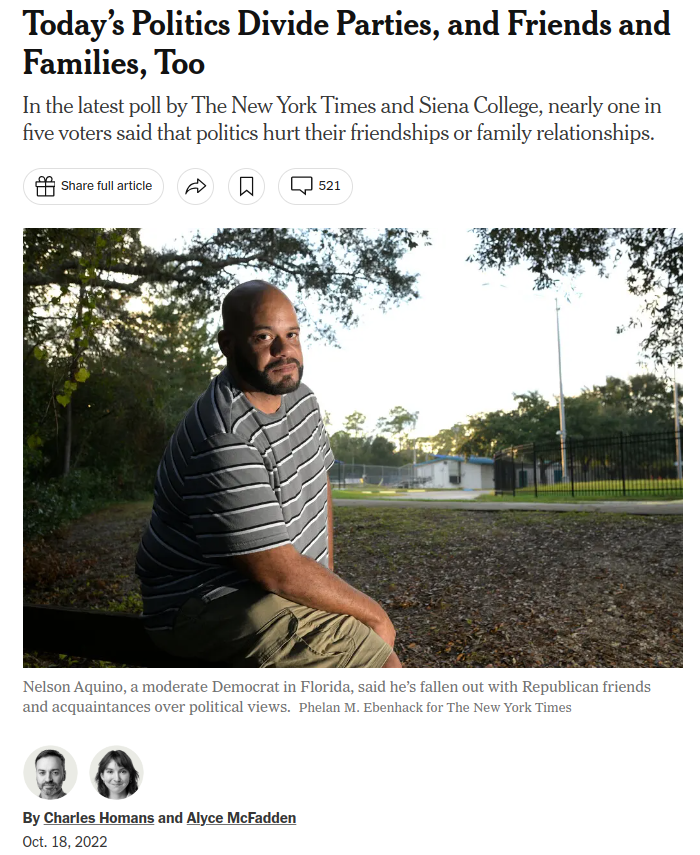 Today’s Politics Divide Parties, and Friends and
Families, Too
In the latest poll by The New York Times and Siena College, nearly one in
five voters said that politics hurt their friendships or family relationships.
Share full article
521
Nelson Aquino, a moderate Democrat in Florida, said he’s fallen out with Republican friends
and acquaintances over political views. Phelan M. Ebenhack for The New York Times
By Charles Homans and Alyce McFadden
Oct. 18, 2022